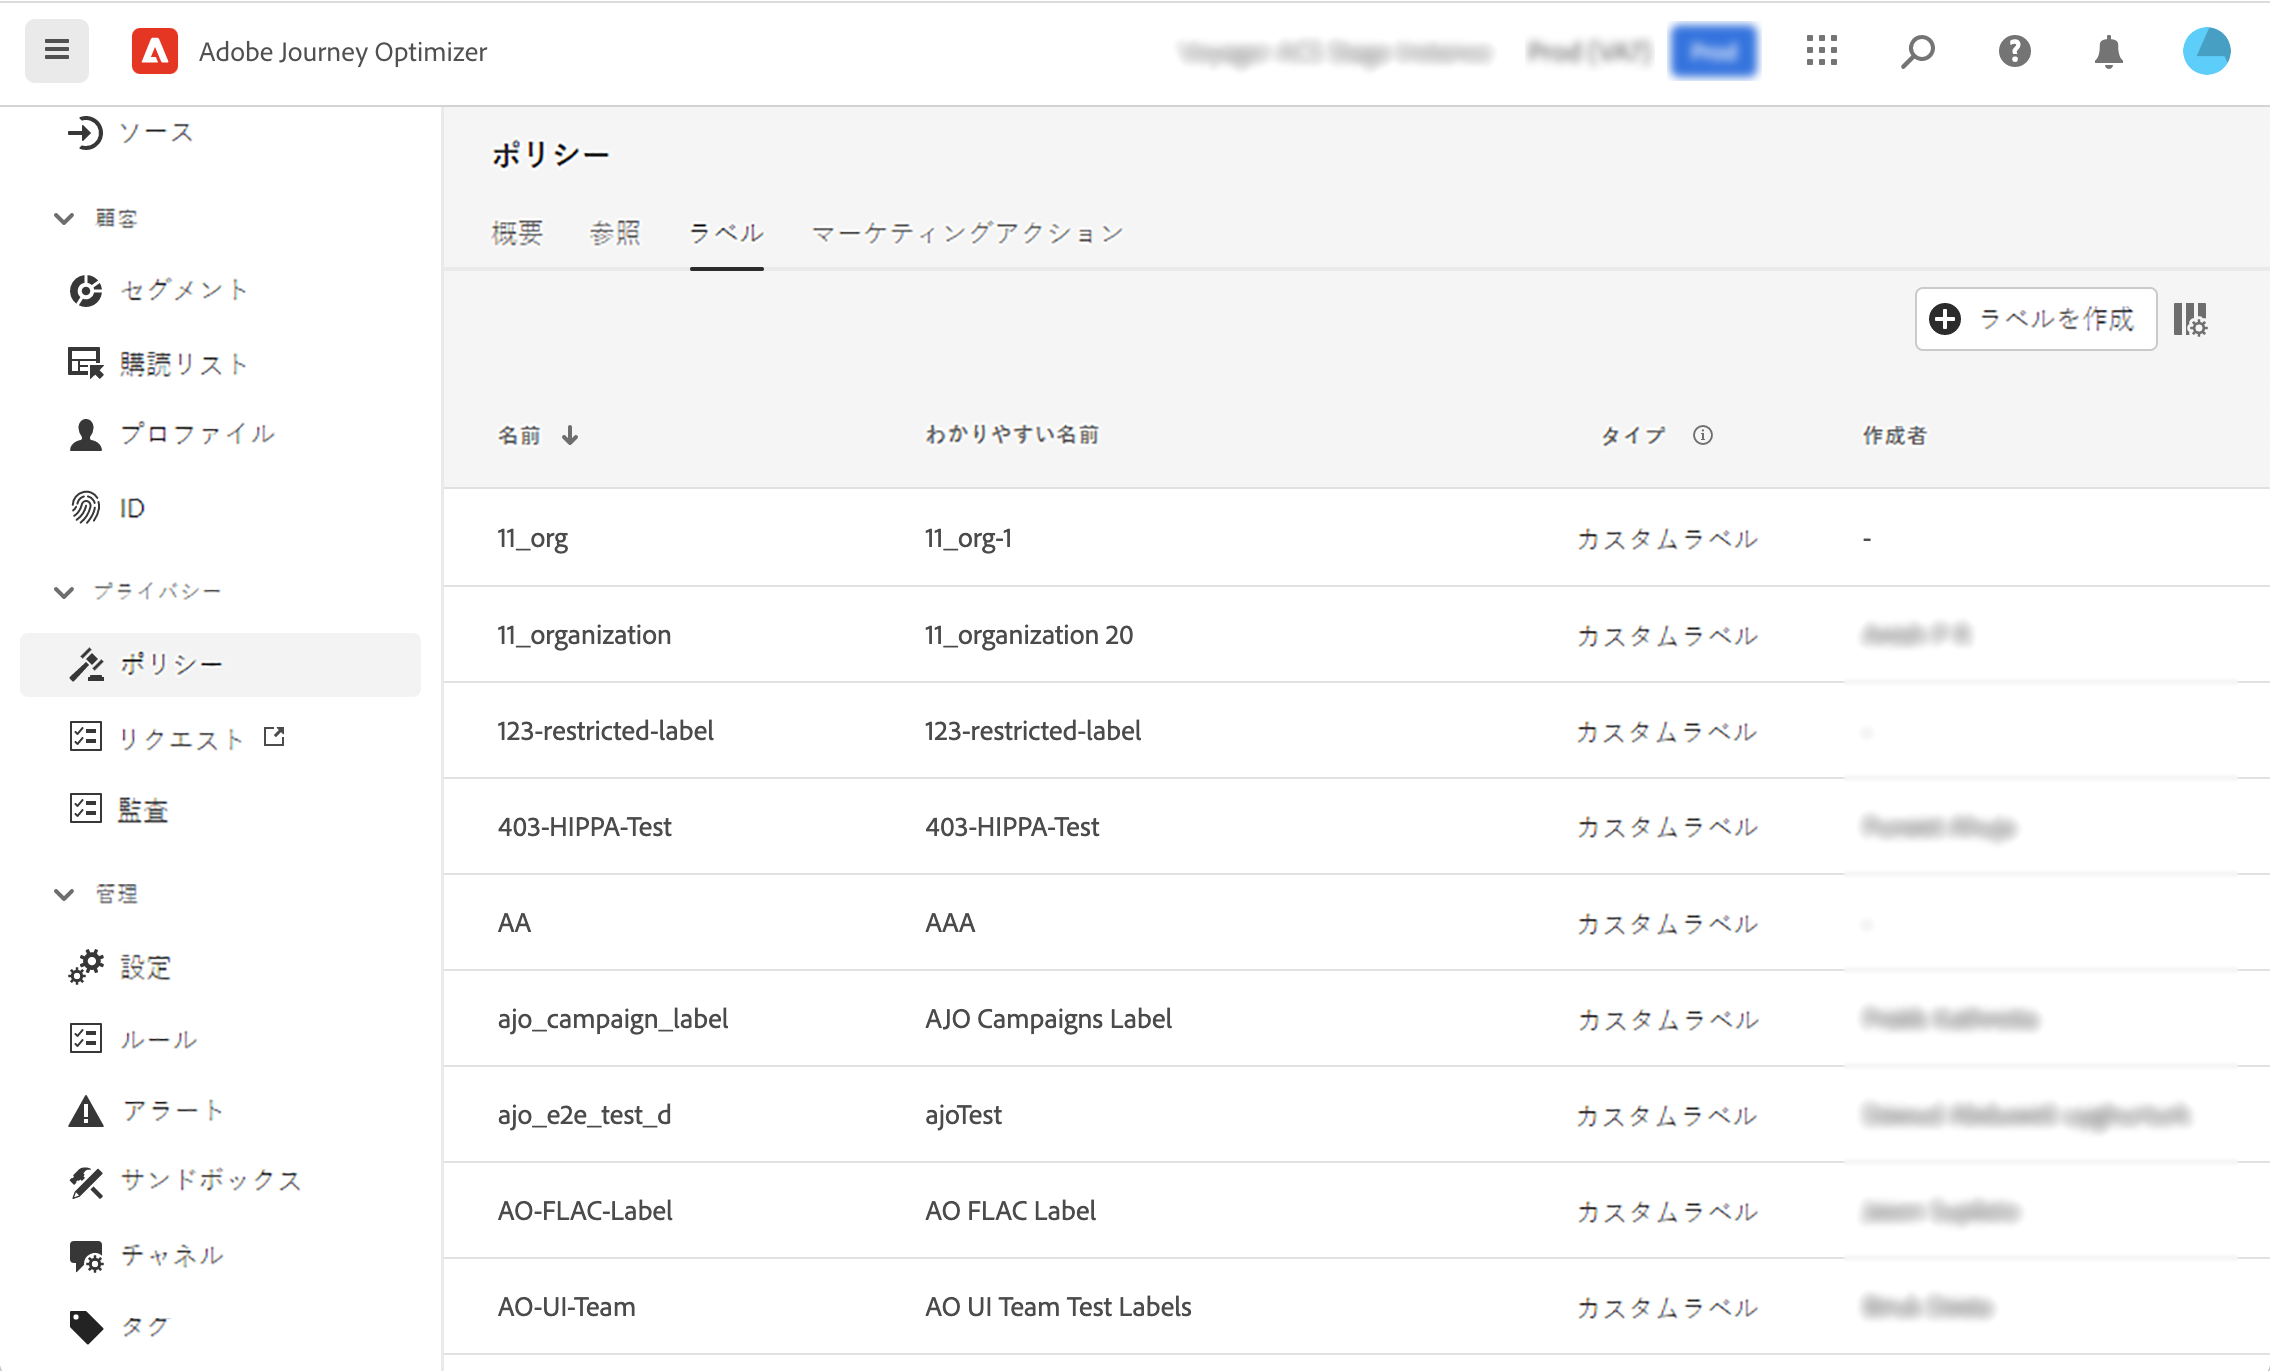 Adobe Journey Optimizer
ソース
顧客
セグメント
購読リスト
プロファイル
ID
プライバシー
ポリシー
リクエスト
監査
管理
設定
ルール
アラート
サンドボックス
チャネル
タグ
ポリシー
概要 参照 ラベル マーケティングアクション
ラベルを作成
名前 わかりやすい名前 タイプ 作成者
11_org 11_org-1 カスタムラベル -
11_organization 11_organization 20 カスタムラベル
123-restricted-label 123-restricted-label カスタムラベル
403-HIPPA-Test 403-HIPPA-Test カスタムラベル
AA AAA カスタムラベル
ajo_campaign_label AJO Campaigns Label カスタムラベル
ajo_e2e_test_d ajoTest カスタムラベル
AO-FLAC-Label AO FLAC Label カスタムラベル
AO-UI-Team AO UI Team Test Labels カスタムラベル